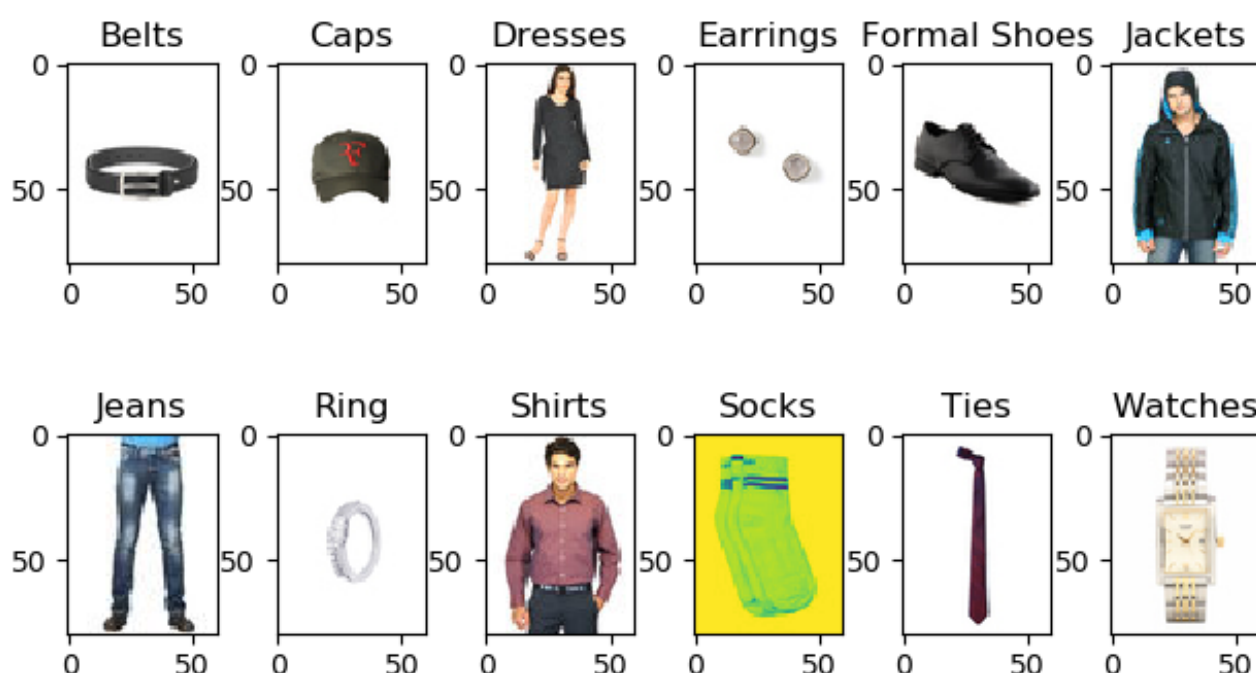 Belts Caps Dresses Earrings Formal Shoes Jackets
0 0 0 0 0 0
50 50 50 50 50 50
0 50 0 50 0 50 0 50 0 50 0 50
Jeans Ring Shirts Socks Ties Watches
0 0 0 0 0 0
50 50 50 50 50 50
0 50 0 50 0 50 0 50 0 50 0 50